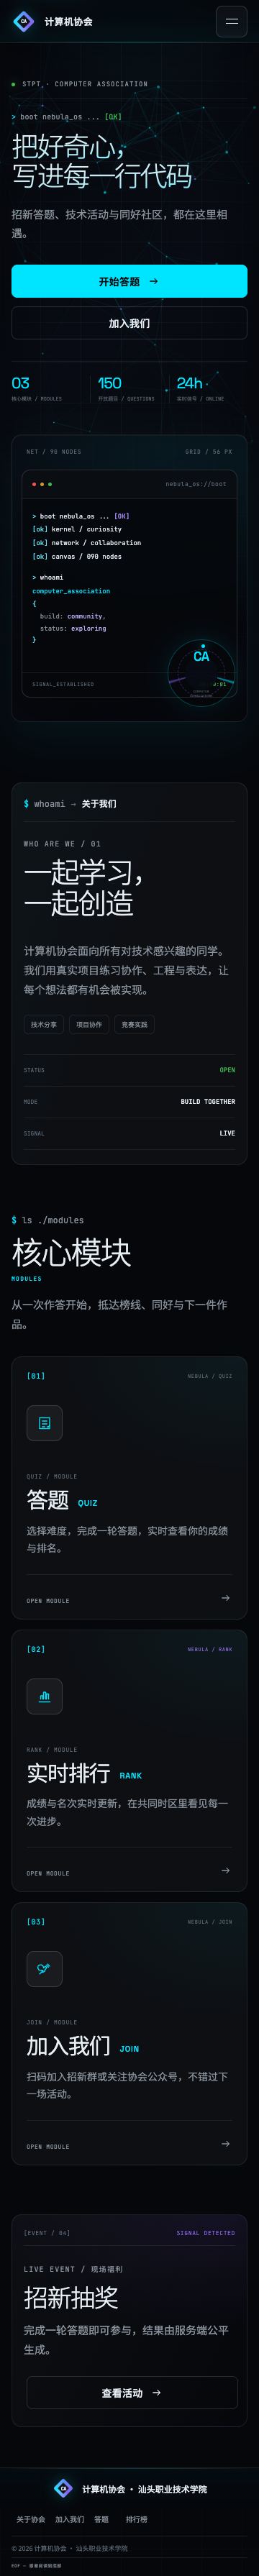 CA 计算机协会
STPT · COMPUTER ASSOCIATION
> boot nebula_os ... [OK]
把好奇心，
写进每一行代码
招新答题、技术活动与同好社区，都在这里相
遇。
开始答题 →
加入我们
03 150 24h
核心模块 / MODULES 开放题目 / QUESTIONS 实时信号 / ONLINE
NET / 90 NODES GRID / 56 PX
nebula_os://boot
> boot nebula_os ... [OK]
[ok] kernel / curiosity
[ok] network / collaboration
[ok] canvas / 090 nodes
> whoami
computer_association
{
build: community,
status: exploring
}
CA
SIGNAL_ESTABLISHED
$ whoami → 关于我们
WHO ARE WE / 01
一起学习，
一起创造
计算机协会面向所有对技术感兴趣的同学。
我们用真实项目练习协作、工程与表达，让
每个想法都有机会被实现。
技术分享 项目协作 竞赛实践
STATUS OPEN
MODE BUILD TOGETHER
SIGNAL LIVE
$ ls ./modules
核心模块
MODULES
从一次作答开始，抵达榜线、同好与下一件作
品。
[01] NEBULA / QUIZ
QUIZ / MODULE
答题 QUIZ
选择难度，完成一轮答题，实时查看你的成绩
与排名。
OPEN MODULE →
[02] NEBULA / RANK
RANK / MODULE
实时排行 RANK
成绩与名次实时更新，在共同时区里看见每一
次进步。
OPEN MODULE →
[03] NEBULA / JOIN
JOIN / MODULE
加入我们 JOIN
扫码加入招新群或关注协会公众号，不错过下
一场活动。
OPEN MODULE →
[EVENT / 04] SIGNAL DETECTED
LIVE EVENT / 现场福利
招新抽奖
完成一轮答题即可参与，结果由服务端公平
生成。
查看活动 →
CA 计算机协会 · 汕头职业技术学院
关于协会 加入我们 答题 排行榜
© 2026 计算机协会 · 汕头职业技术学院